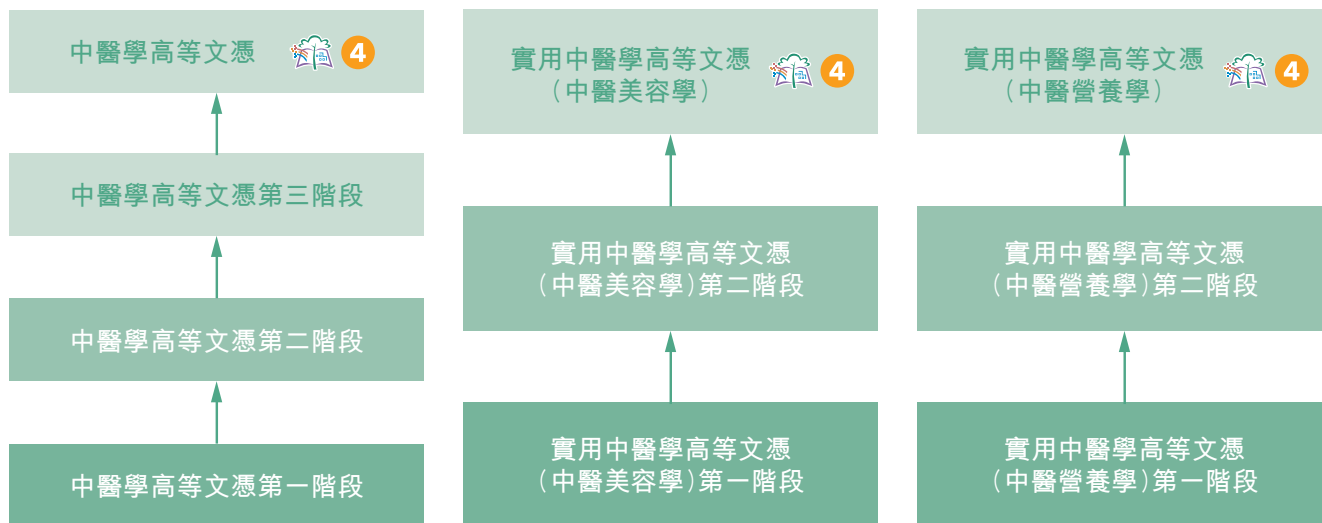 中醫學高等文憑 4
中醫學高等文憑第三階段
中醫學高等文憑第二階段
中醫學高等文憑第一階段
實用中醫學高等文憑
（中醫美容學） 4
實用中醫學高等文憑
（中醫美容學）第二階段
實用中醫學高等文憑
（中醫美容學）第一階段
實用中醫學高等文憑
（中醫營養學） 4
實用中醫學高等文憑
（中醫營養學）第二階段
實用中醫學高等文憑
（中醫營養學）第一階段